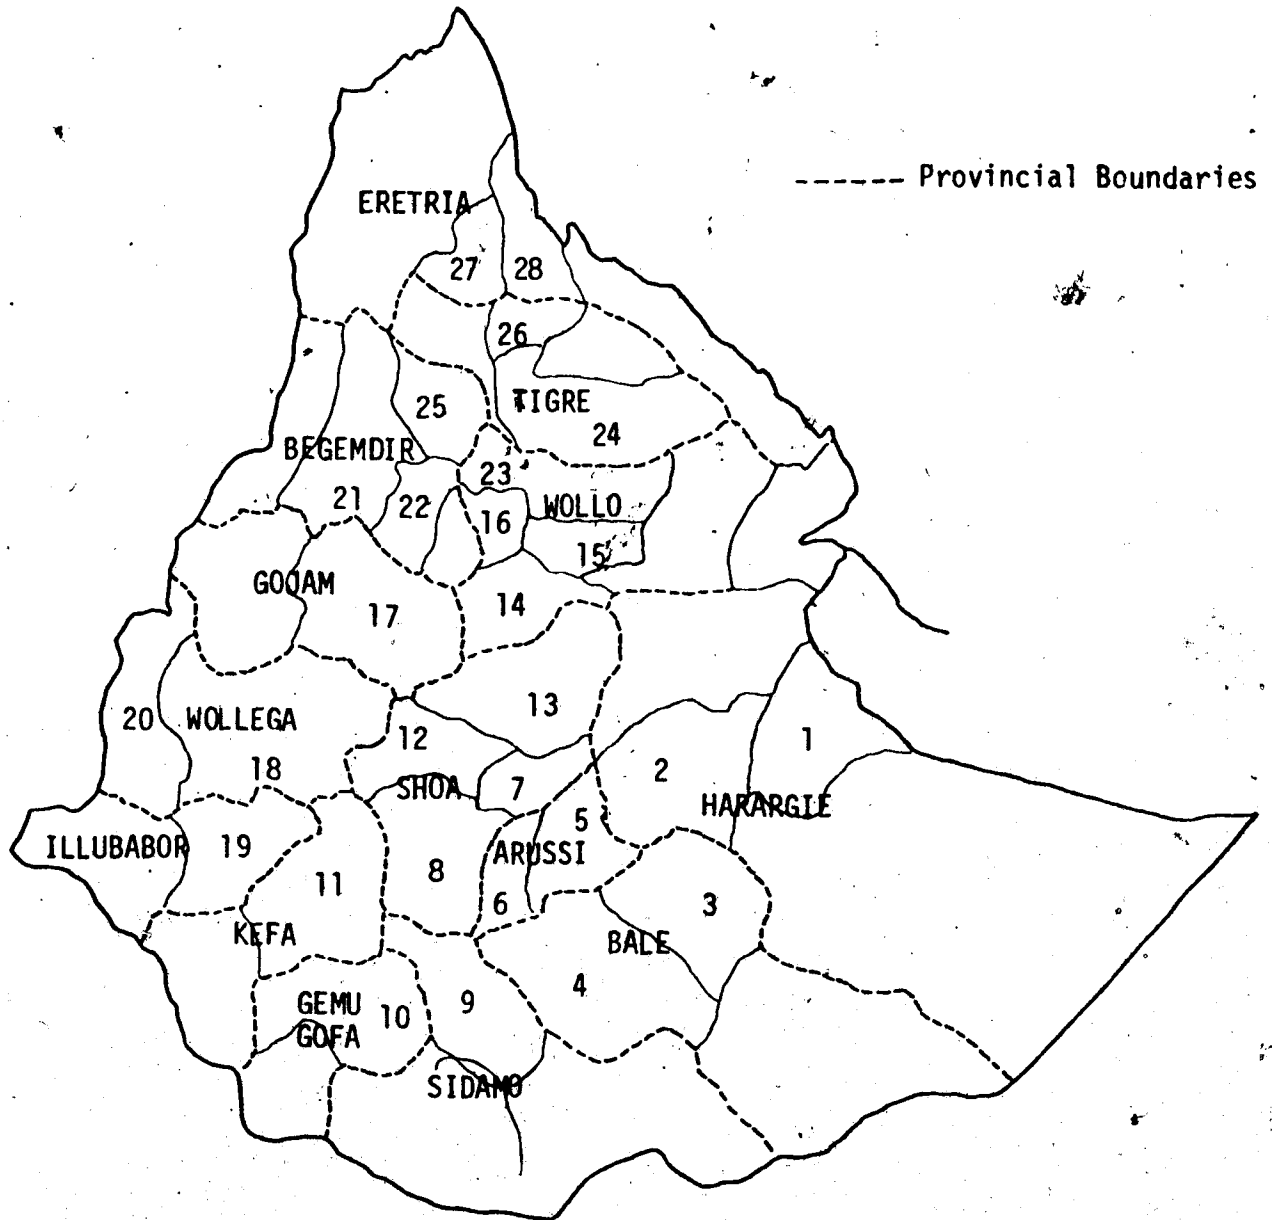 ------ Provincial Boundaries
ERETRIA
27
28
26
25
TIGRE
24
BEGEMDIR
23
21
22
16
WOLLO
15
GOJAM
17
14
20
WOLLEGA
12
13
1
18
SHOA
7
2
HARARGIE
5
ILLUBABOR
19
ARUSSI
11
8
6
3
KEFA
BALE
4
GEMU
GOFA
10
9
SIDAMO